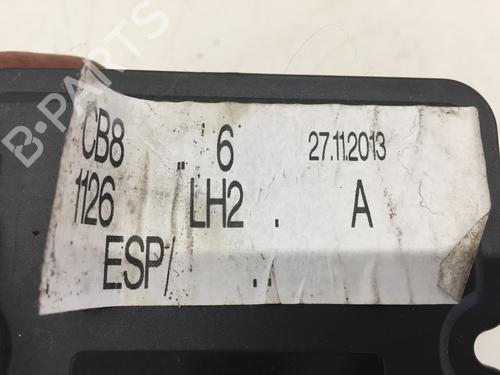 B-PARTS
CB8 .. 6 27.11.2013
1126 LH2 . A
ESP/ ..